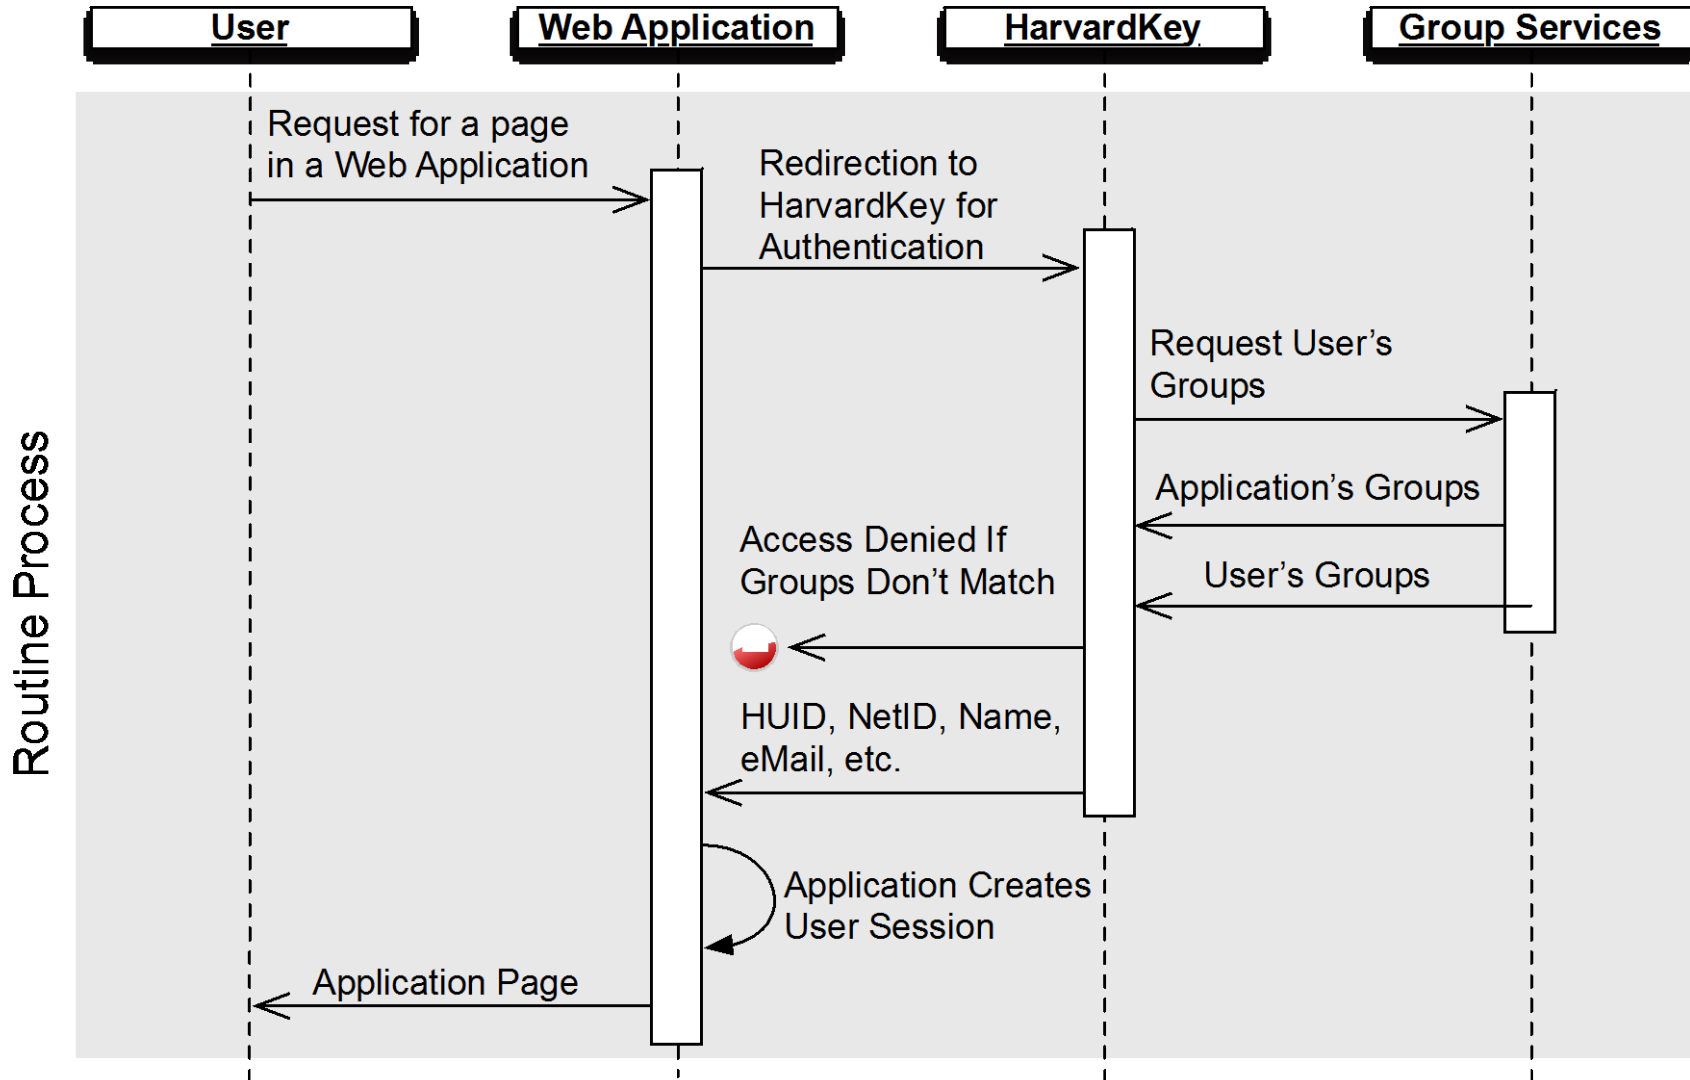 User
Web Application
HarvardKey
Group Services
Request for a page
in a Web Application
Redirection to
HarvardKey for
Authentication
Request User’s
Groups
Application’s Groups
Access Denied If
Groups Don’t Match
User’s Groups
HUID, NetID, Name,
eMail, etc.
Application Creates
User Session
Application Page
Routine Process